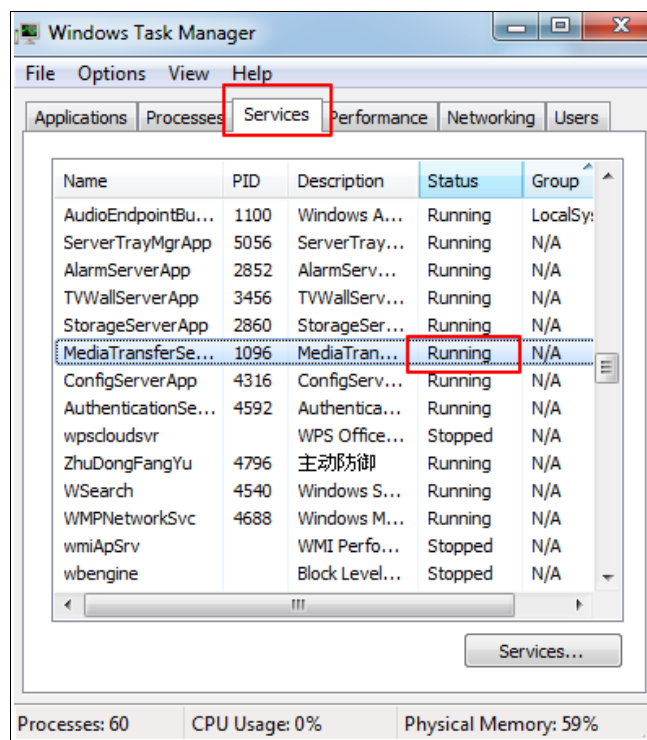 Windows Task Manager
File Options View Help
Applications Processes Services Performance Networking Users
Name PID Description Status Group
AudioEndpointBu... 1100 Windows A... Running LocalSy
ServerTrayMgrApp 5056 ServerTray... Running N/A
AlarmServerApp 2852 AlarmServ... Running N/A
TVWallServerApp 3456 TVWallServ... Running N/A
StorageServerApp 2860 StorageSer... Running N/A
MediaTransferSe... 1096 MediaTran... Running N/A
ConfigServerApp 4316 ConfigServ... Running N/A
AuthenticationSe... 4592 Authentica... Running N/A
wpscloudsvr WPS Office... Stopped N/A
ZhuDongFangYu 4796 主动防御 Running N/A
WSearch 4540 Windows S... Running N/A
WMPNetworkSvc 4688 Windows M... Running N/A
wmiApSrv WMI Perfo... Stopped N/A
wbengine Block Level... Stopped N/A
Services...
Processes: 60 CPU Usage: 0% Physical Memory: 59%